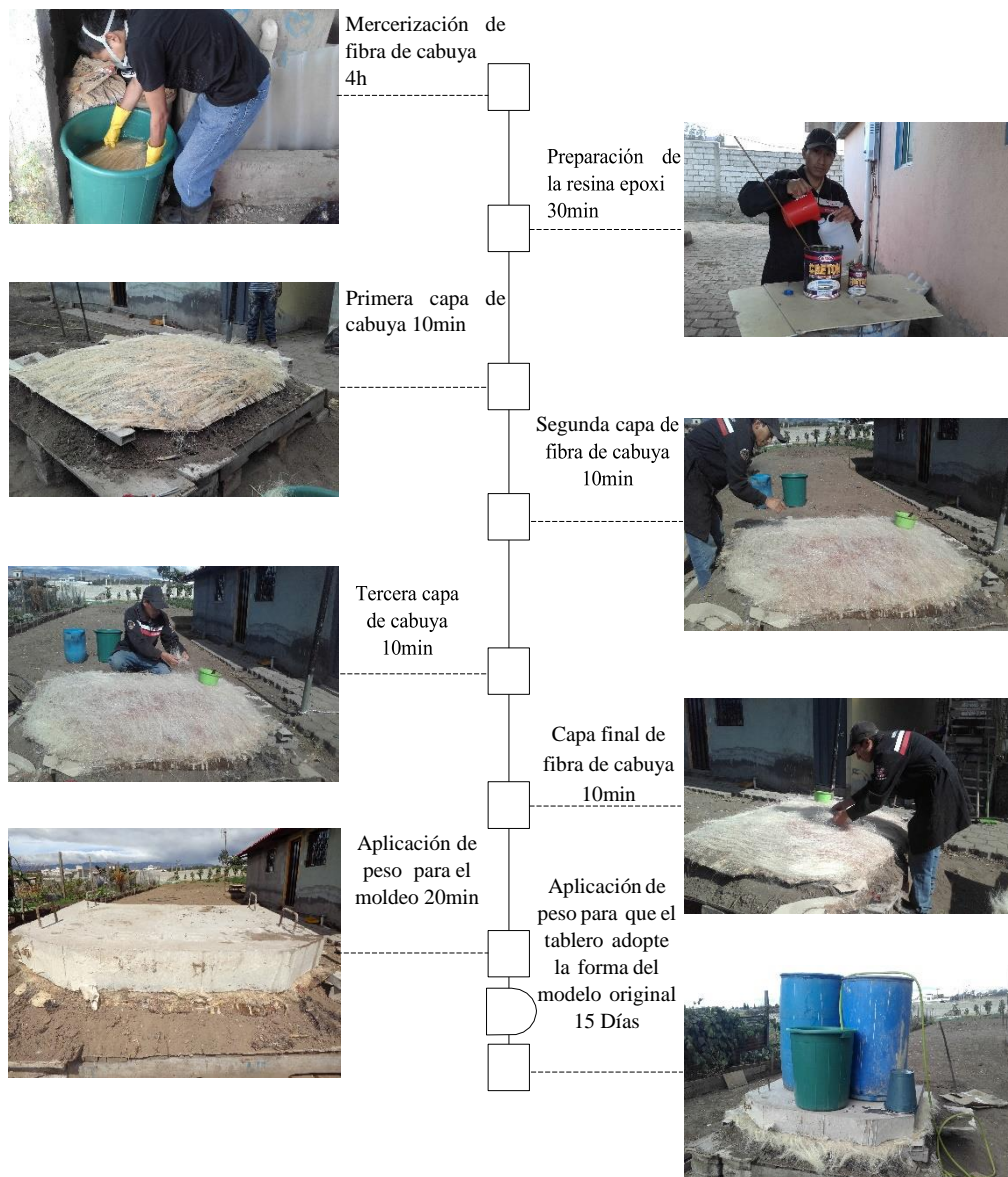 Mercerización de
fibra de cabuya
4h
Preparación de
la resina epoxi
30min
Primera capa de
cabuya 10min
Segunda capa de
fibra de cabuya
10min
Tercera capa
de cabuya
10min
Capa final de
fibra de cabuya
10min
Aplicación de
peso para el
moldeo 20min
Aplicación de
peso para que el
tablero adopte
la forma del
modelo original
15 Días